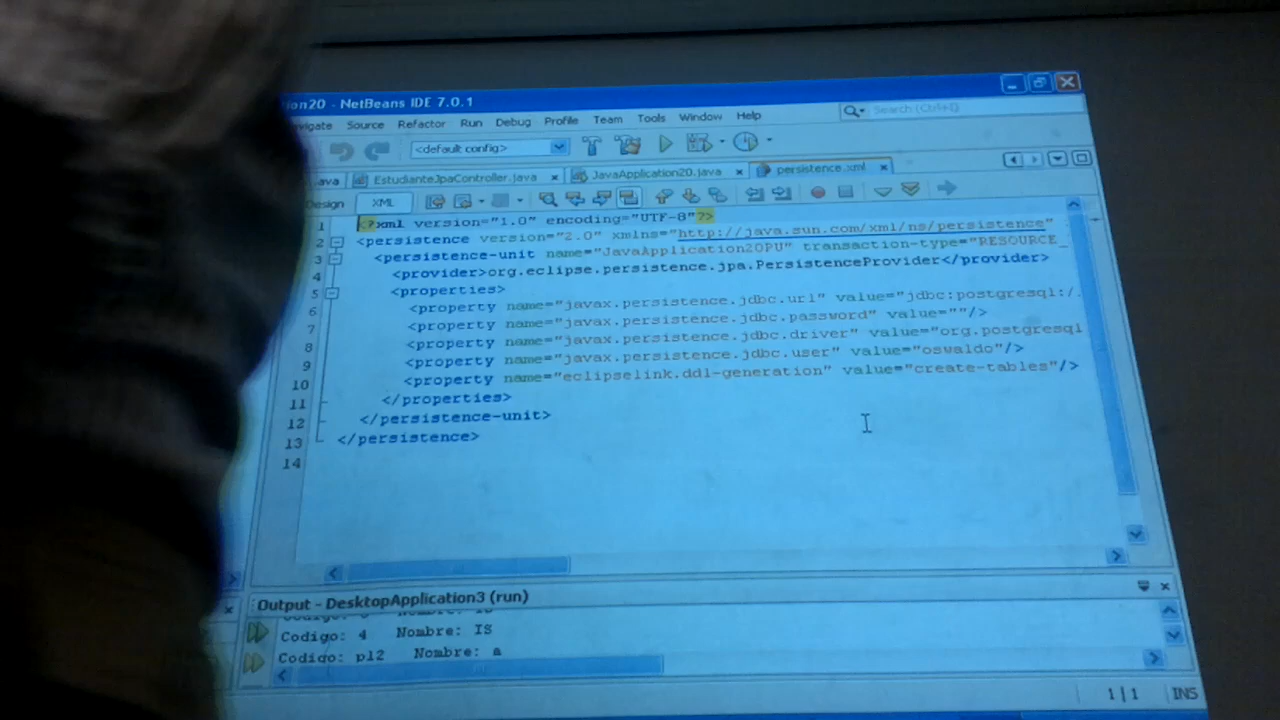 ion20 - NetBeans IDE 7.0.1
Navigate Source Refactor Run Debug Profile Team Tools Window Help
Search (Ctrl+I)
<default config>
.java EstudianteJpaController.java JavaApplication20.java persistence.xml
Design XML
1 <?xml version="1.0" encoding="UTF-8"?>
2 <persistence version="2.0" xmlns="http://java.sun.com/xml/ns/persistence"
3 <persistence-unit name="JavaApplication20PU" transaction-type="RESOURCE_
4 <provider>org.eclipse.persistence.jpa.PersistenceProvider</provider>
5 <properties>
6 <property name="javax.persistence.jdbc.url" value="jdbc:postgresql:/
7 <property name="javax.persistence.jdbc.password" value=""/>
8 <property name="javax.persistence.jdbc.driver" value="org.postgresql
9 <property name="javax.persistence.jdbc.user" value="oswaldo"/>
10 <property name="eclipselink.ddl-generation" value="create-tables"/>
11 </properties>
12 </persistence-unit>
13 </persistence>
14
Output - DesktopApplication3 (run)
Codigo: 4 Nombre: IS
Codigo: p12 Nombre: a
1|1 INS